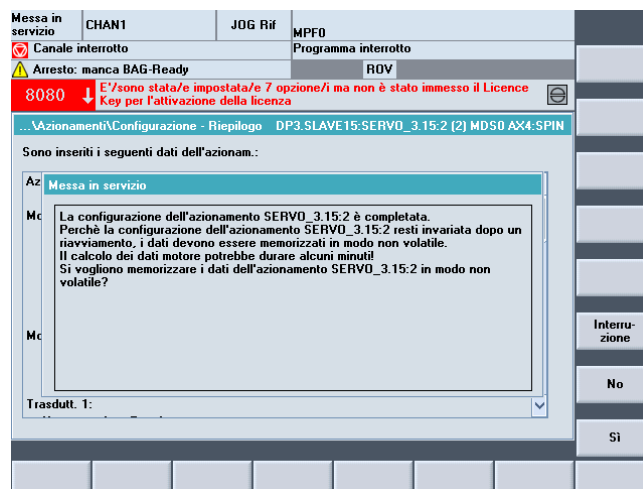 Messa in
servizio
CHAN1
JOG Rif
MPF0
Canale interrotto
Programma interrotto
Arresto: manca BAG-Ready
ROV
8080
E'/sono stata/e impostata/e 7 opzione/i ma non è stato immesso il Licence
Key per l'attivazione della licenza
...\Azionamenti\Configurazione - Riepilogo DP3.SLAVE15:SERVO_3.15:2 (2) MDS0 AX4:SPIN
Sono inseriti i seguenti dati dell'azionam.:
Az
Messa in servizio
Mo
La configurazione dell'azionamento SERVO_3.15:2 è completata.
Perchè la configurazione dell'azionamento SERVO_3.15:2 resti invariata dopo un
riavviamento, i dati devono essere memorizzati in modo non volatile.
Il calcolo dei dati motore potrebbe durare alcuni minuti!
Si vogliono memorizzare i dati dell'azionamento SERVO_3.15:2 in modo non
volatile?
Mo
Trasdutt. 1:
Interru-
zione
No
Sì